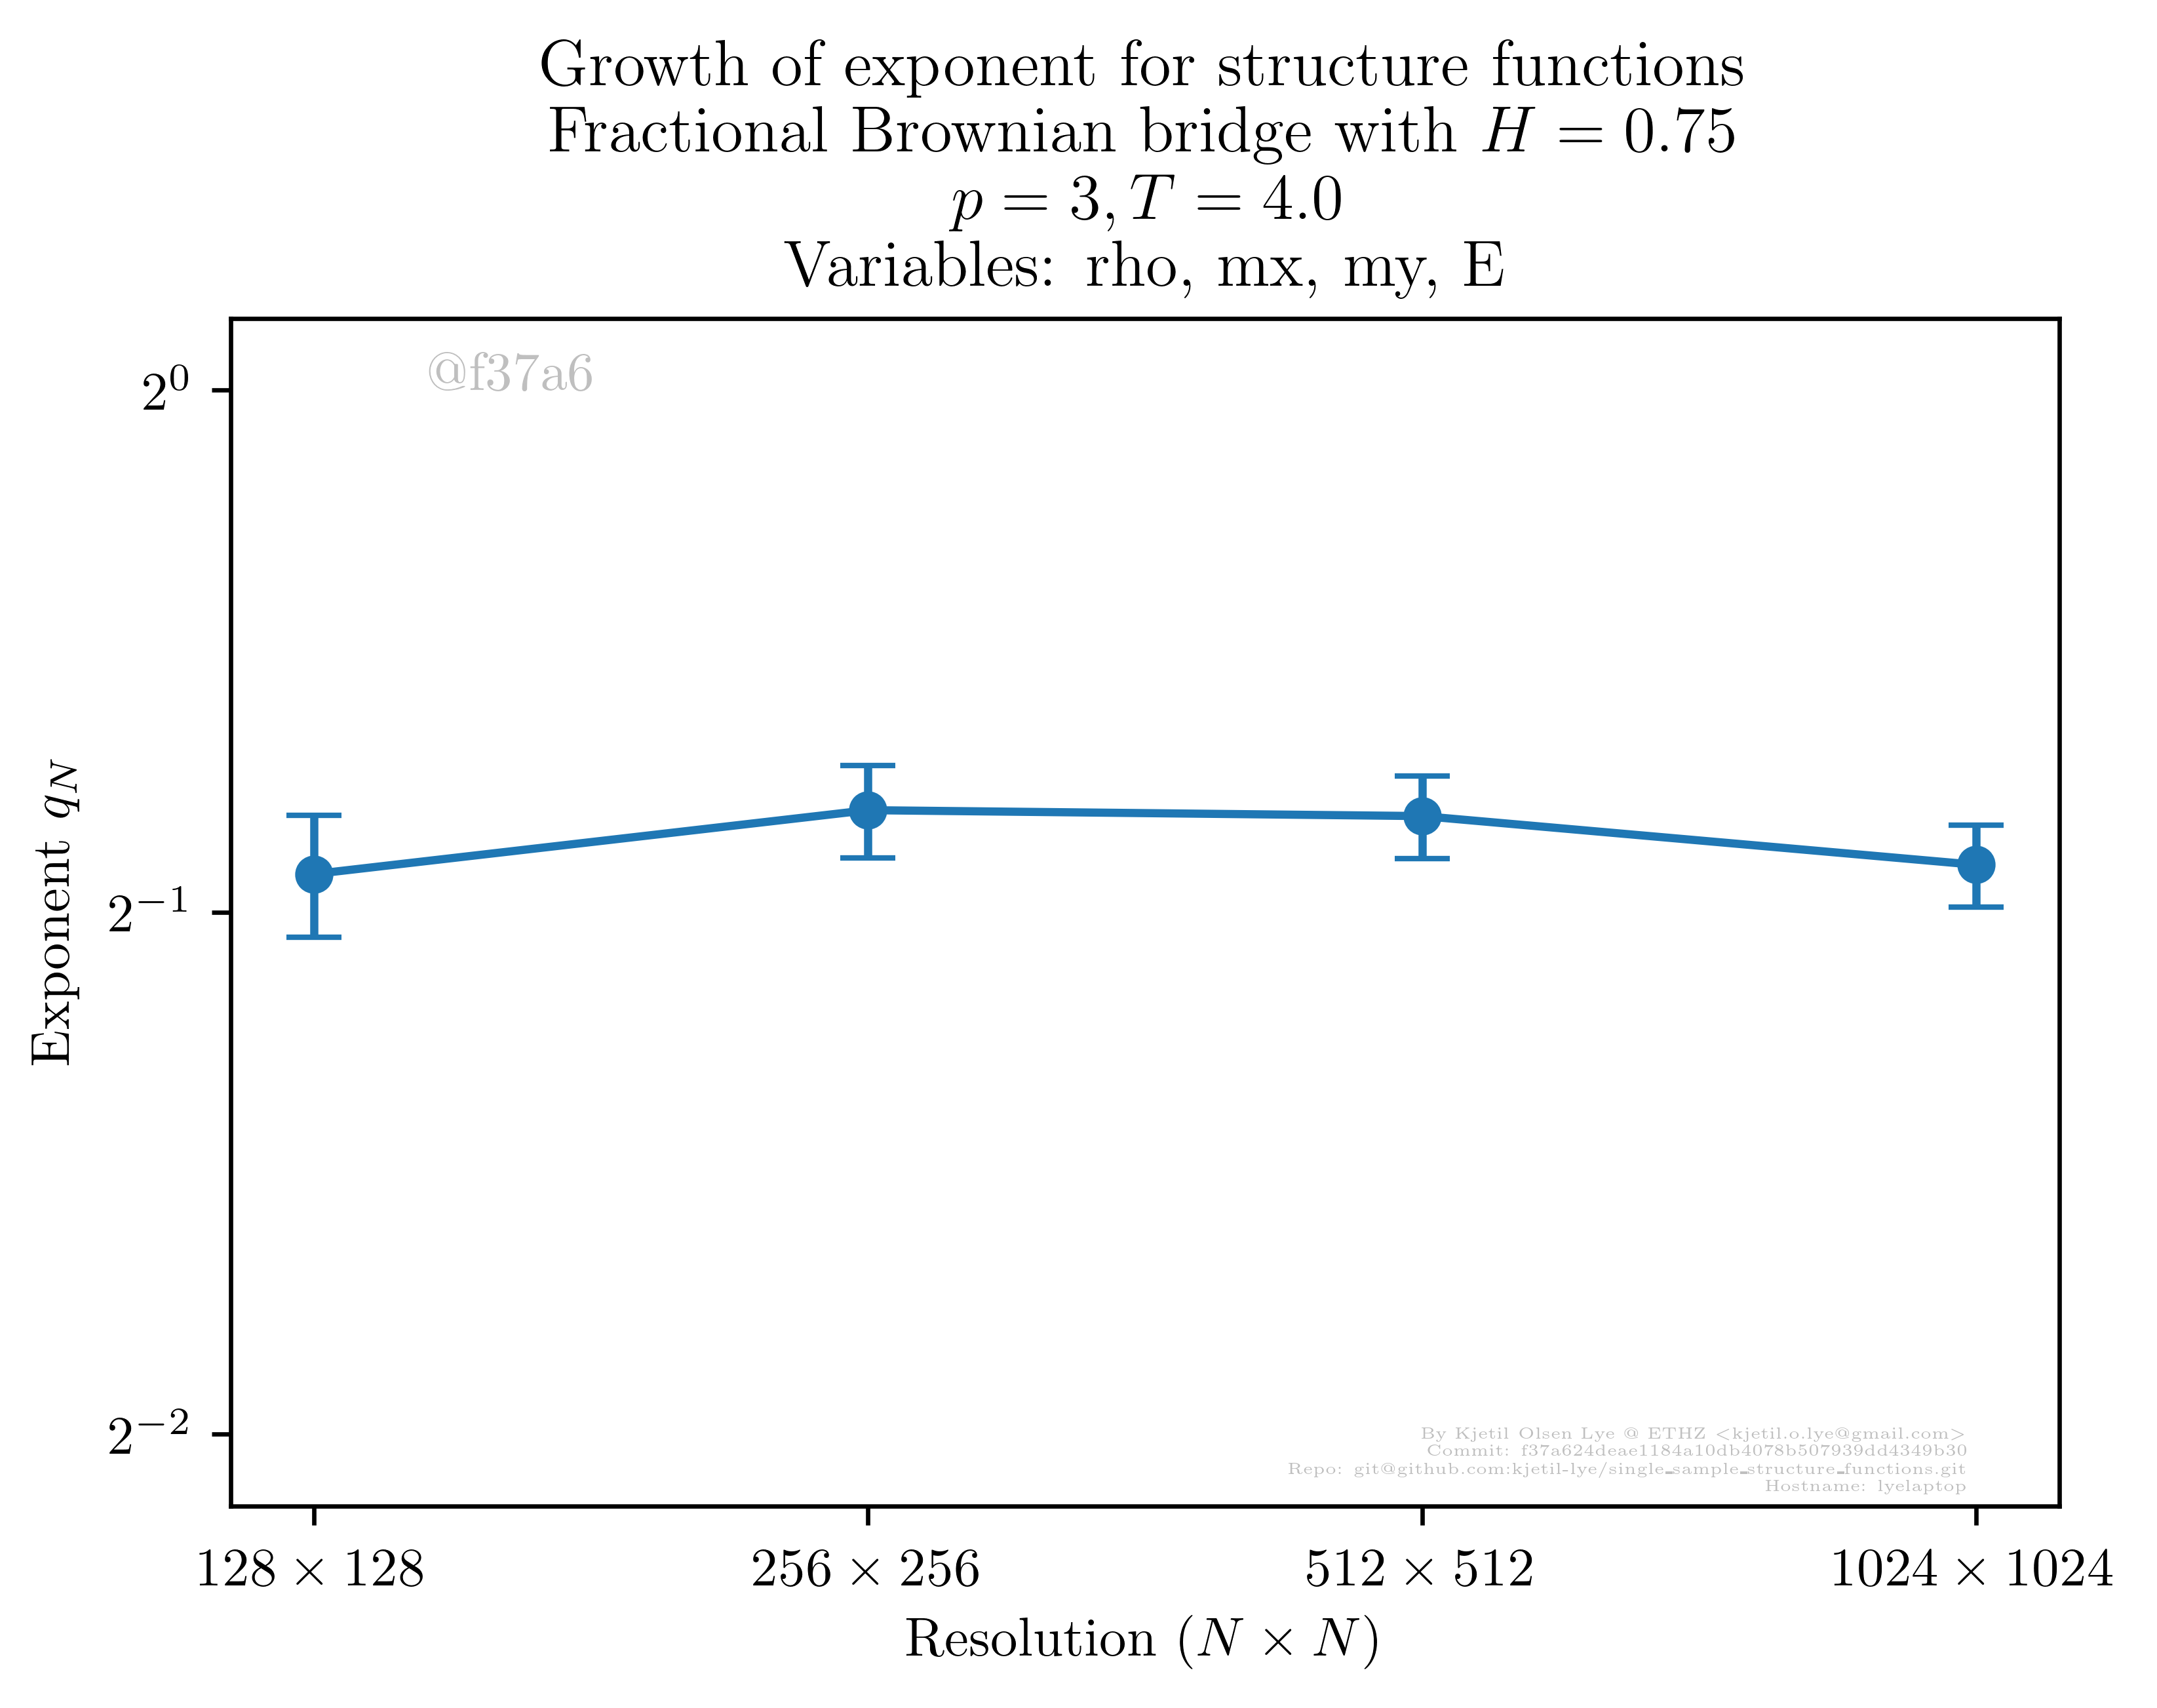 Growth of exponent for structure functions
Fractional Brownian bridge with H = 0.75
p = 3, T = 4.0
Variables: rho, mx, my, E
@f37a6
2⁰
2⁻¹
2⁻²
Exponent q_N
By Kjetil Olsen Lye @ ETHZ <kjetil.o.lye@gmail.com>
Commit: f37a624deae1184a10db4078b507939dd4349b30
Repo: git@github.com:kjetil-lye/single_sample_structure_functions.git
Hostname: lyelaptop
128 × 128
256 × 256
512 × 512
1024 × 1024
Resolution (N × N)